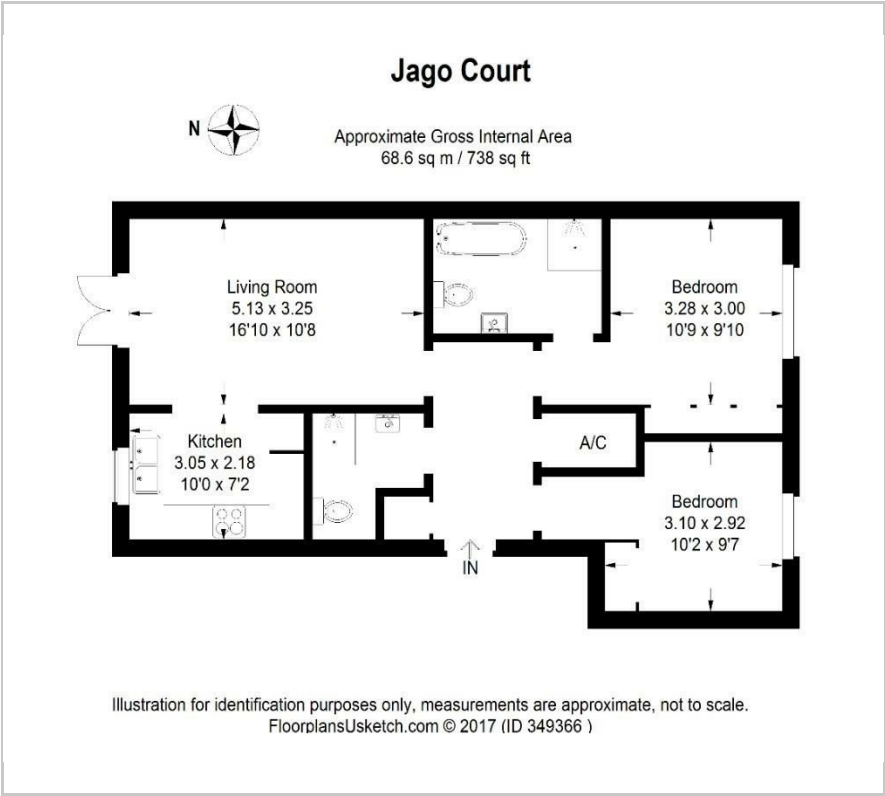 Jago Court
N
Approximate Gross Internal Area
68.6 sq m / 738 sq ft
Living Room
5.13 x 3.25
16'10 x 10'8
Bedroom
3.28 x 3.00
10'9 x 9'10
Kitchen
3.05 x 2.18
10'0 x 7'2
A/C
Bedroom
3.10 x 2.92
10'2 x 9'7
IN
Illustration for identification purposes only, measurements are approximate, not to scale.
FloorplansUsketch.com © 2017 (ID 349366 )